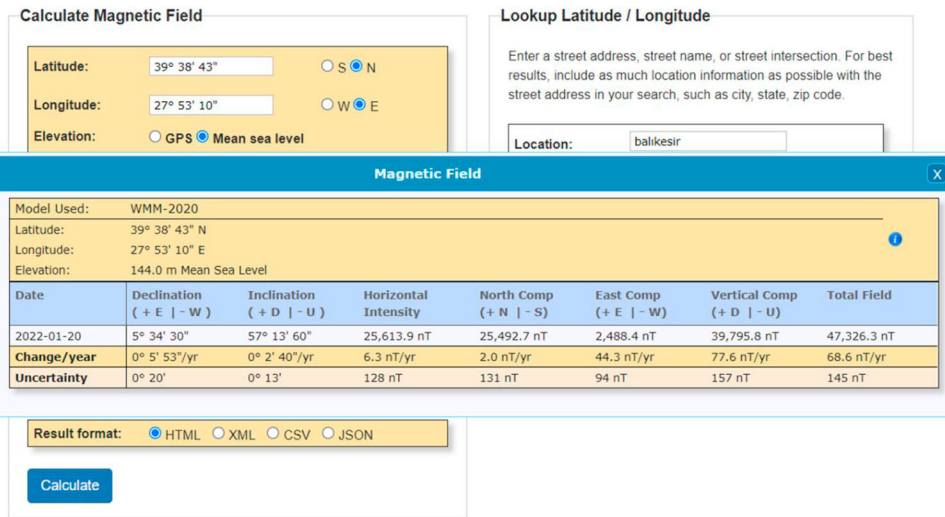 Calculate Magnetic Field
Latitude: 39° 38' 43" S N
Longitude: 27° 53' 10" W E
Elevation: GPS Mean sea level
Lookup Latitude / Longitude
Enter a street address, street name, or street intersection. For best
results, include as much location information as possible with the
street address in your search, such as city, state, zip code.
Location: balıkesir
Magnetic Field X
Model Used: WMM-2020
Latitude: 39° 38' 43" N
Longitude: 27° 53' 10" E
Elevation: 144.0 m Mean Sea Level
i
Date Declination Inclination Horizontal North Comp East Comp Vertical Comp Total Field
( + E | - W ) ( + D | - U ) Intensity (+ N | - S) (+ E | - W) (+ D | - U)
2022-01-20 5° 34' 30" 57° 13' 60" 25,613.9 nT 25,492.7 nT 2,488.4 nT 39,795.8 nT 47,326.3 nT
Change/year 0° 5' 53"/yr 0° 2' 40"/yr 6.3 nT/yr 2.0 nT/yr 44.3 nT/yr 77.6 nT/yr 68.6 nT/yr
Uncertainty 0° 20' 0° 13' 128 nT 131 nT 94 nT 157 nT 145 nT
Result format: HTML XML CSV JSON
Calculate